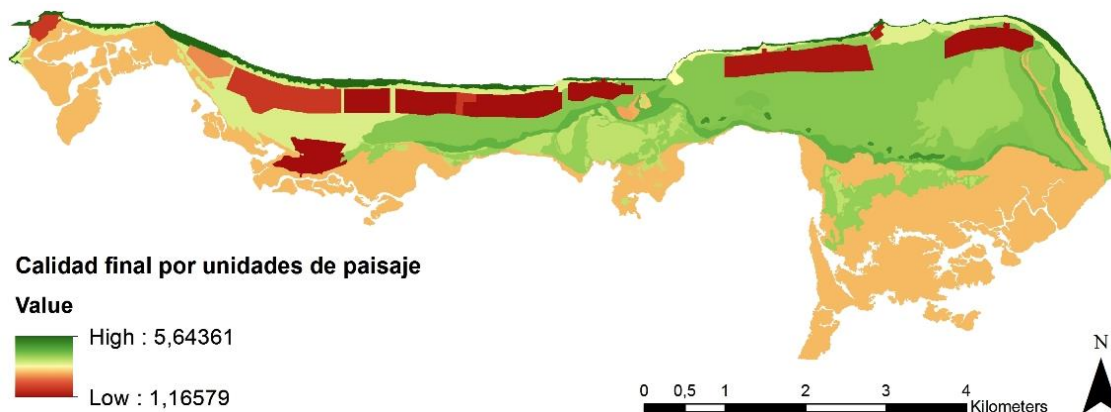 Calidad final por unidades de paisaje
Value
High : 5,64361
Low : 1,16579
N
0 0,5 1 2 3 4
Kilometers